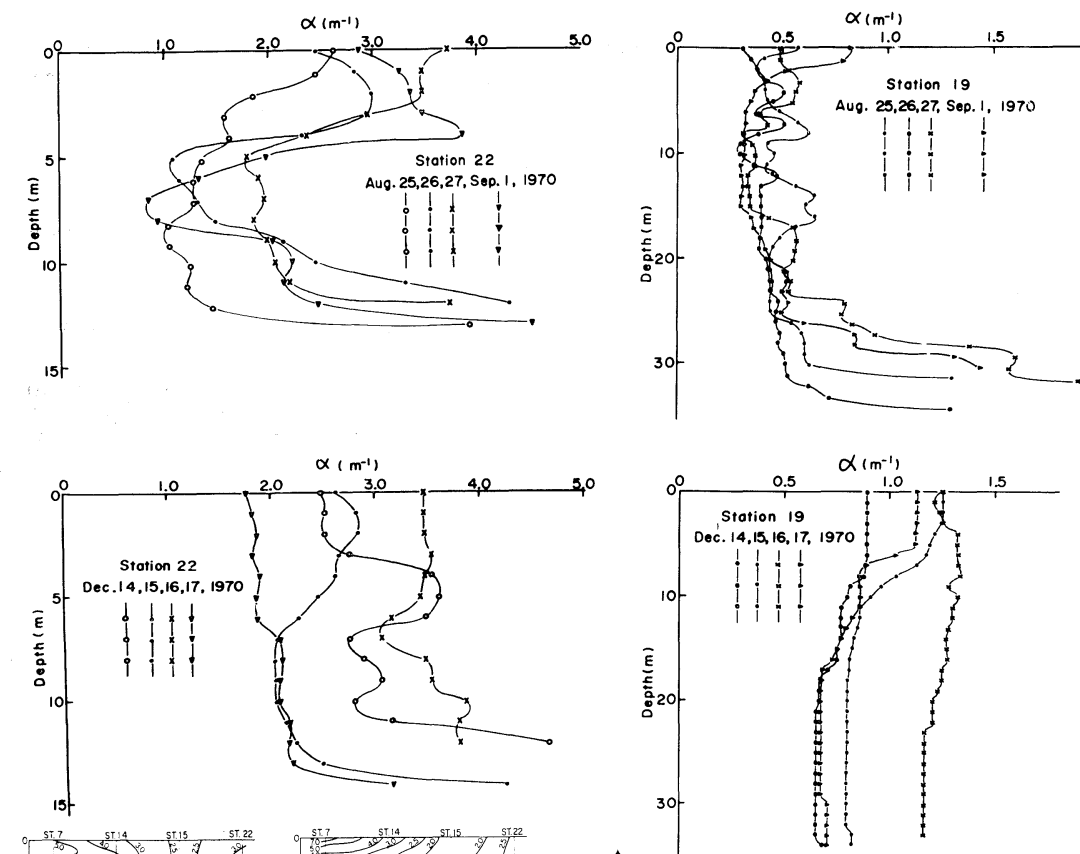 α (m⁻¹)
0 1.0 2.0 3.0 4.0 5.0
0
5
10
15
Depth (m)
Station 22
Aug. 25, 26, 27, Sep. 1, 1970
α (m⁻¹)
0 0.5 1.0 1.5
0
10
20
30
Depth (m)
Station 19
Aug. 25, 26, 27, Sep. 1, 1970
α (m⁻¹)
0 1.0 2.0 3.0 4.0 5.0
0
5
10
15
Depth (m)
Station 22
Dec. 14, 15, 16, 17, 1970
α (m⁻¹)
0 0.5 1.0 1.5
0
10
20
30
Depth (m)
Station 19
Dec. 14, 15, 16, 17, 1970
ST. 7 ST. 14 ST. 15 ST. 22
0
ST. 7 ST. 14 ST. 15 ST. 22
0